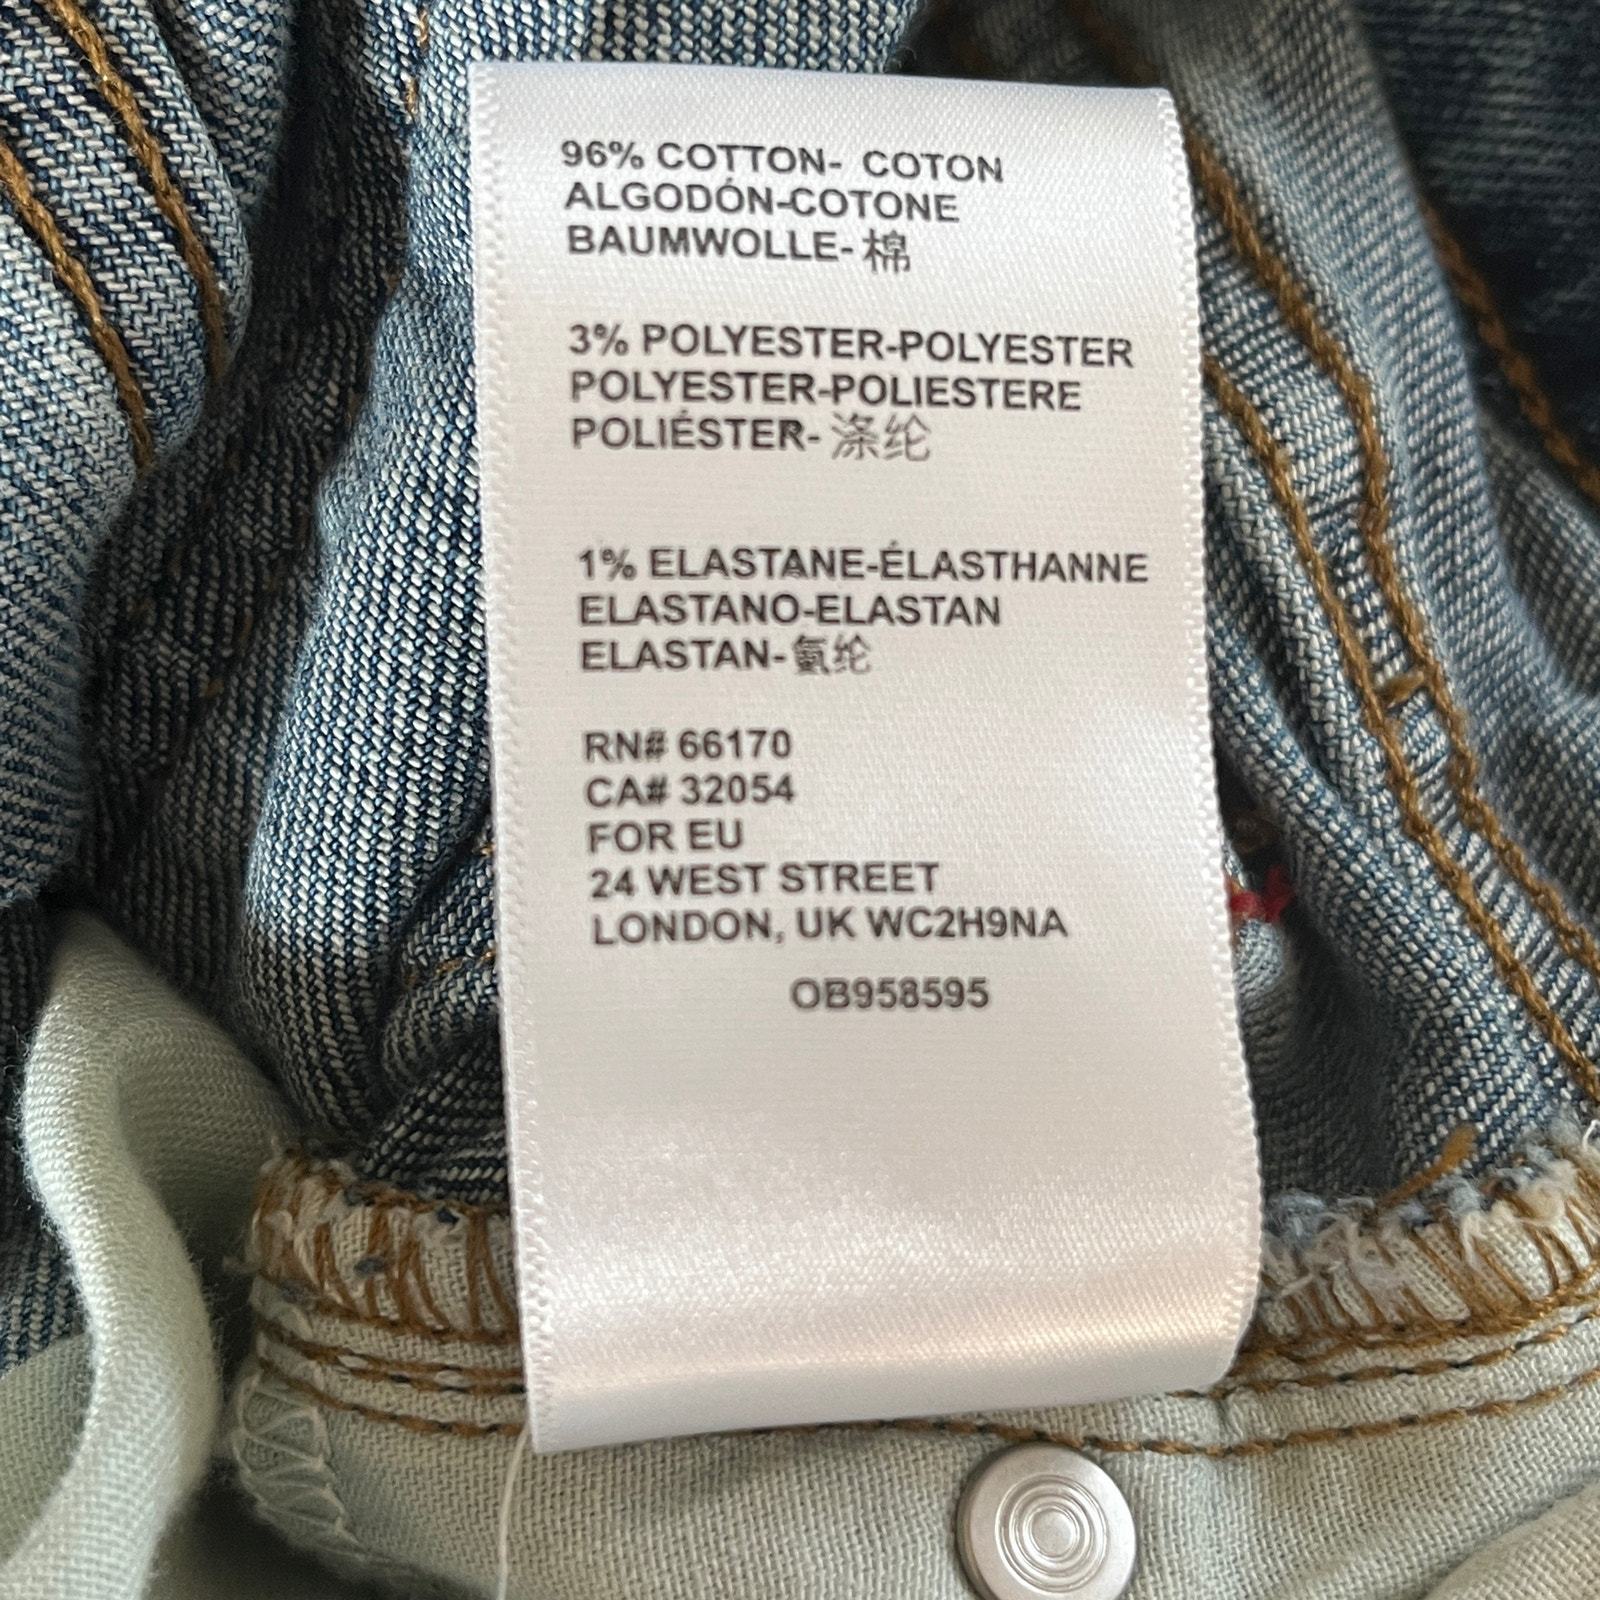 96% COTTON- COTON
ALGODÓN-COTONE
BAUMWOLLE-棉
3% POLYESTER-POLYESTER
POLYESTER-POLIESTERE
POLIÉSTER-涤纶
1% ELASTANE-ÉLASTHANNE
ELASTANO-ELASTAN
ELASTAN-氨纶
RN# 66170
CA# 32054
FOR EU
24 WEST STREET
LONDON, UK WC2H9NA
OB958595